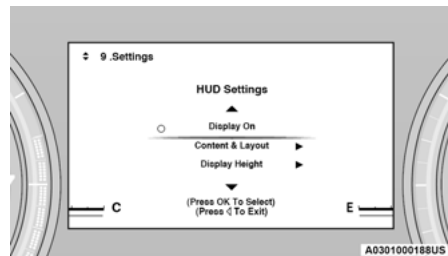 9 .Settings
HUD Settings
Display On
Content & Layout
Display Height
(Press OK To Select)
(Press ◁ To Exit)
C
E
A0301000188US